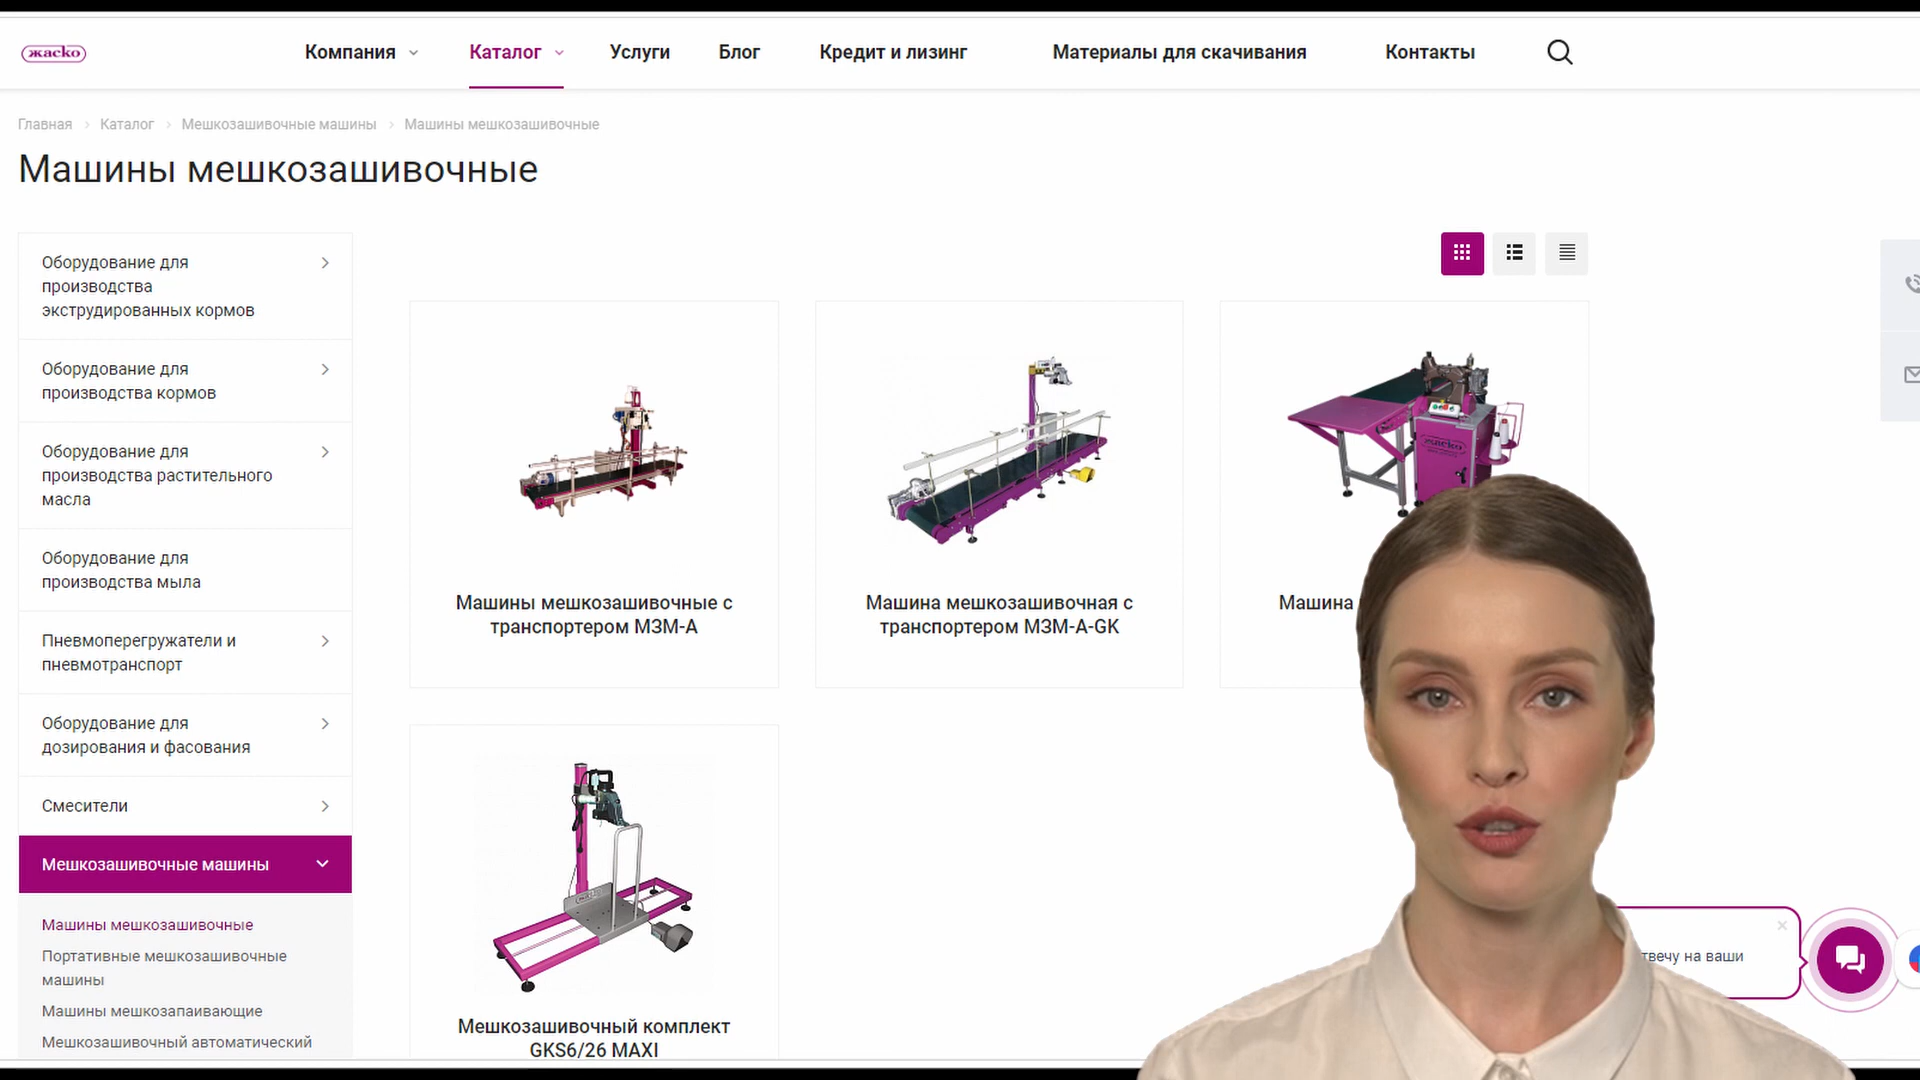 жаско
Компания
Каталог
Услуги
Блог
Кредит и лизинг
Материалы для скачивания
Контакты
Главная
Каталог
Мешкозашивочные машины
Машины мешкозашивочные
Машины мешкозашивочные
Оборудование для
производства
экструдированных кормов
Оборудование для
производства кормов
Оборудование для
производства растительного
масла
Оборудование для
производства мыла
Пневмоперегружатели и
пневмотранспорт
Оборудование для
дозирования и фасования
Смесители
Мешкозашивочные машины
Машины мешкозашивочные
Портативные мешкозашивочные
машины
Машины мешкозапаивающие
Мешкозашивочный автоматический
Машины мешкозашивочные с
транспортером МЗМ-А
Машина мешкозашивочная с
транспортером МЗМ-А-GK
жаско
Машина
Мешкозашивочный комплект
GKS6/26 MAXI
на ваши